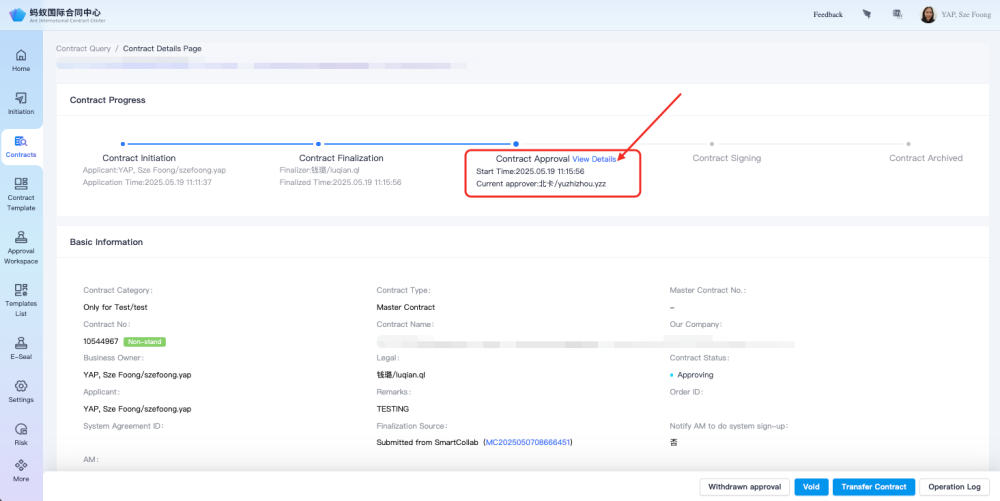 蚂蚁国际合同中心
Ant International Contract Center
Feedback
YAP, Sze Foong
Home
Initiation
Contracts
Contract Template
Approval Workspace
Templates List
E-Seal
Settings
Risk
More
Contract Query / Contract Details Page
Contract Progress
Contract Initiation
Applicant:YAP, Sze Foong/szefoong.yap
Application Time:2025.05.19 11:11:37
Contract Finalization
Finalizer:钱璐/luqian.ql
Finalized Time:2025.05.19 11:15:56
Contract Approval View Details
Start Time:2025.05.19 11:15:56
Current approver:北卡/yuzhizhou.yzz
Contract Signing
Contract Archived
Basic Information
Contract Category:
Only for Test/test
Contract Type:
Master Contract
Master Contract No.:
–
Contract No:
10544967 Non-stand
Contract Name:
Our Company:
Business Owner:
YAP, Sze Foong/szefoong.yap
Legal:
钱璐/luqian.ql
Contract Status:
Approving
Applicant:
YAP, Sze Foong/szefoong.yap
Remarks:
TESTING
Order ID:
System Agreement ID:
Finalization Source:
Submitted from SmartCollab (MC2025050708666451)
Notify AM to do system sign-up:
否
AM:
Withdrawn approval
Void
Transfer Contract
Operation Log